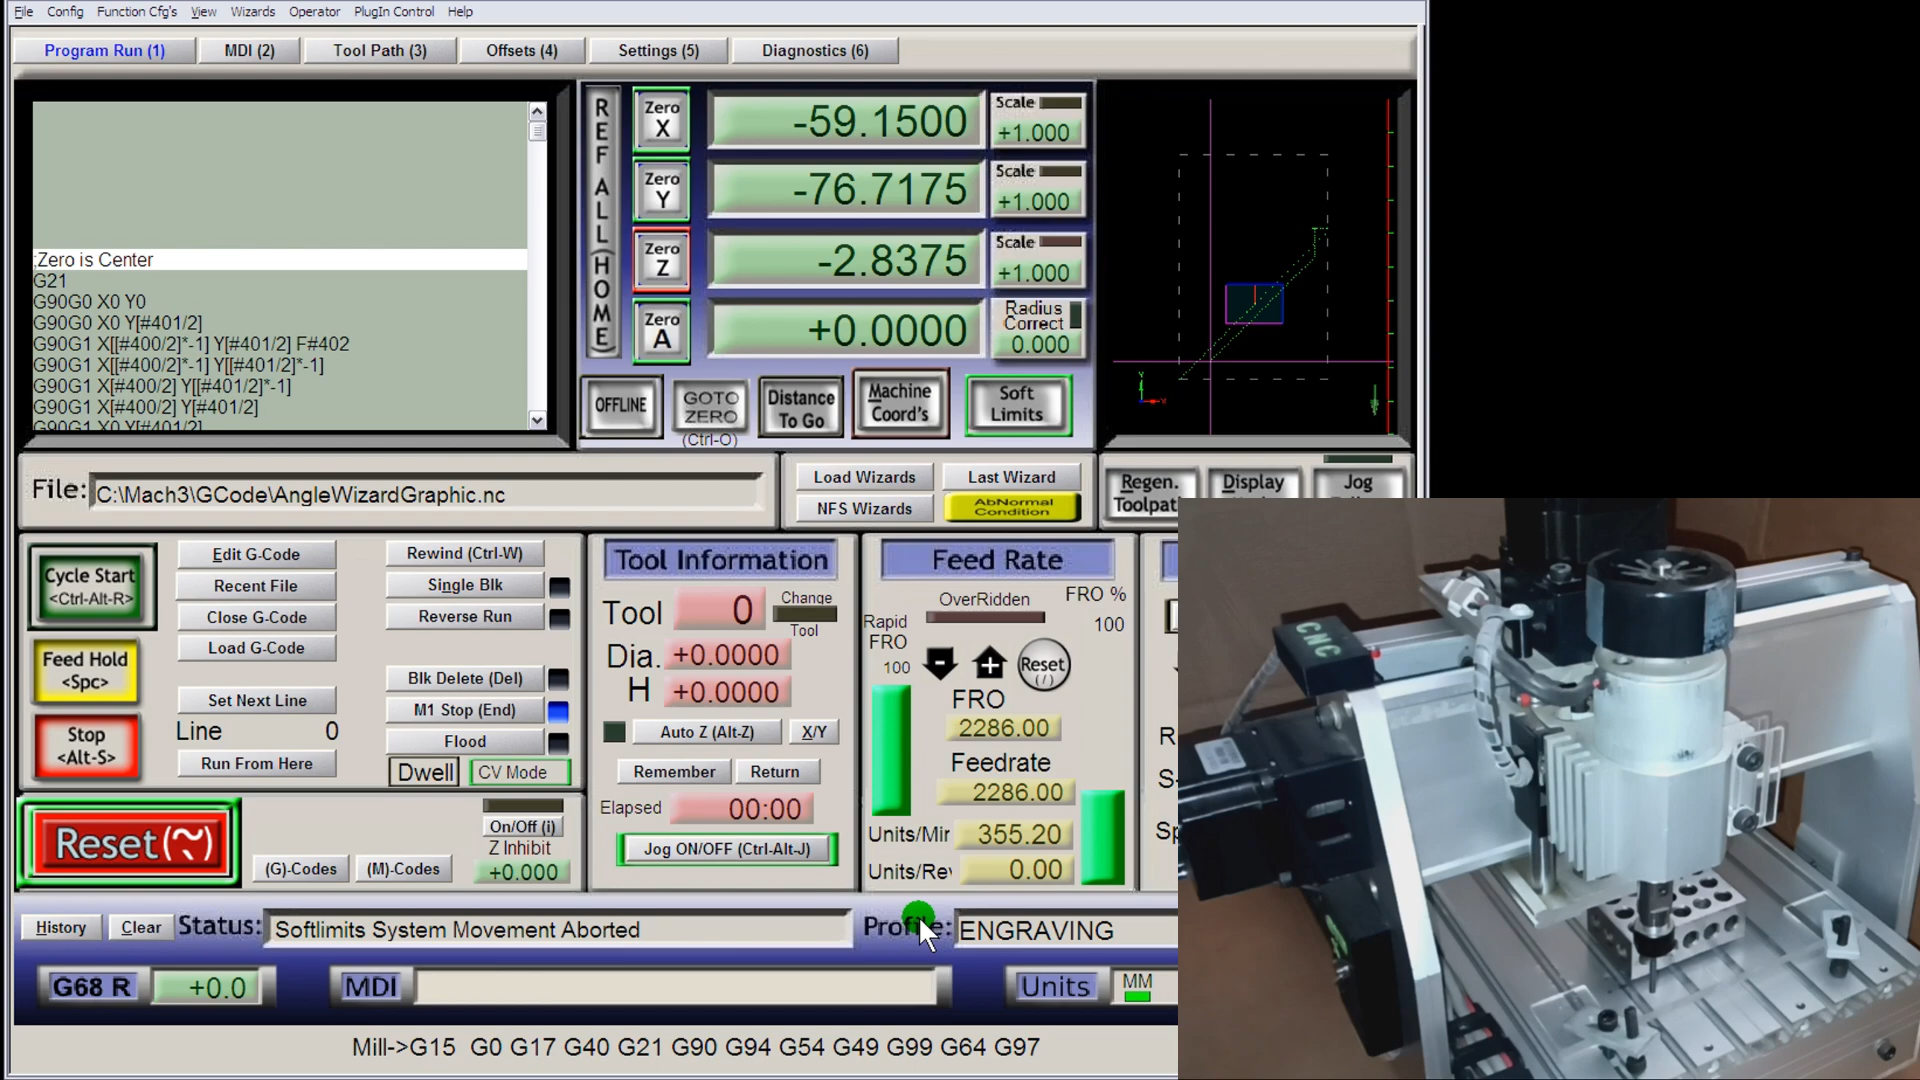 File Config Function Cfg's View Wizards Operator PlugIn Control Help
Program Run (1) MDI (2) Tool Path (3) Offsets (4) Settings (5) Diagnostics (6)
;Zero is Center
G21
G90G0 X0 Y0
G90G0 X0 Y[#401/2]
G90G1 X[[#400/2]*-1] Y[#401/2] F#402
G90G1 X[[#400/2]*-1] Y[[#401/2]*-1]
G90G1 X[#400/2] Y[[#401/2]*-1]
G90G1 X[#400/2] Y[#401/2]
G90G1 X0 Y[#401/2]
REF ALL HOME
Zero X -59.1500 Scale +1.000
Zero Y -76.7175 Scale +1.000
Zero Z -2.8375 Scale +1.000
Zero A +0.0000 Radius Correct 0.000
OFFLINE
GOTO ZERO (Ctrl-O)
Distance To Go
Machine Coord's
Soft Limits
File: C:\Mach3\GCode\AngleWizardGraphic.nc
Load Wizards Last Wizard
NFS Wizards AbNormal Condition
Regen. Toolpath
Display
Jog
Cycle Start <Ctrl-Alt-R>
Feed Hold <Spc>
Stop <Alt-S>
Edit G-Code
Recent File
Close G-Code
Load G-Code
Set Next Line
Line 0
Run From Here
Rewind (Ctrl-W)
Single Blk
Reverse Run
Blk Delete (Del)
M1 Stop (End)
Flood
Dwell CV Mode
Reset(~)
(G)-Codes (M)-Codes
On/Off (i)
Z Inhibit
+0.000
Tool Information
Tool 0 Change Tool
Dia. +0.0000
H +0.0000
Auto Z (Alt-Z) X/Y
Remember Return
Elapsed 00:00
Jog ON/OFF (Ctrl-Alt-J)
Feed Rate
OverRidden
FRO %
100
Rapid FRO
100
- + Reset (/)
FRO
2286.00
Feedrate
2286.00
Units/Mir 355.20
Units/Rev 0.00
History Clear Status: Softlimits System Movement Aborted
Profile: ENGRAVING
G68 R +0.0
MDI
Units MM
Mill->G15 G0 G17 G40 G21 G90 G94 G54 G49 G99 G64 G97
CNC